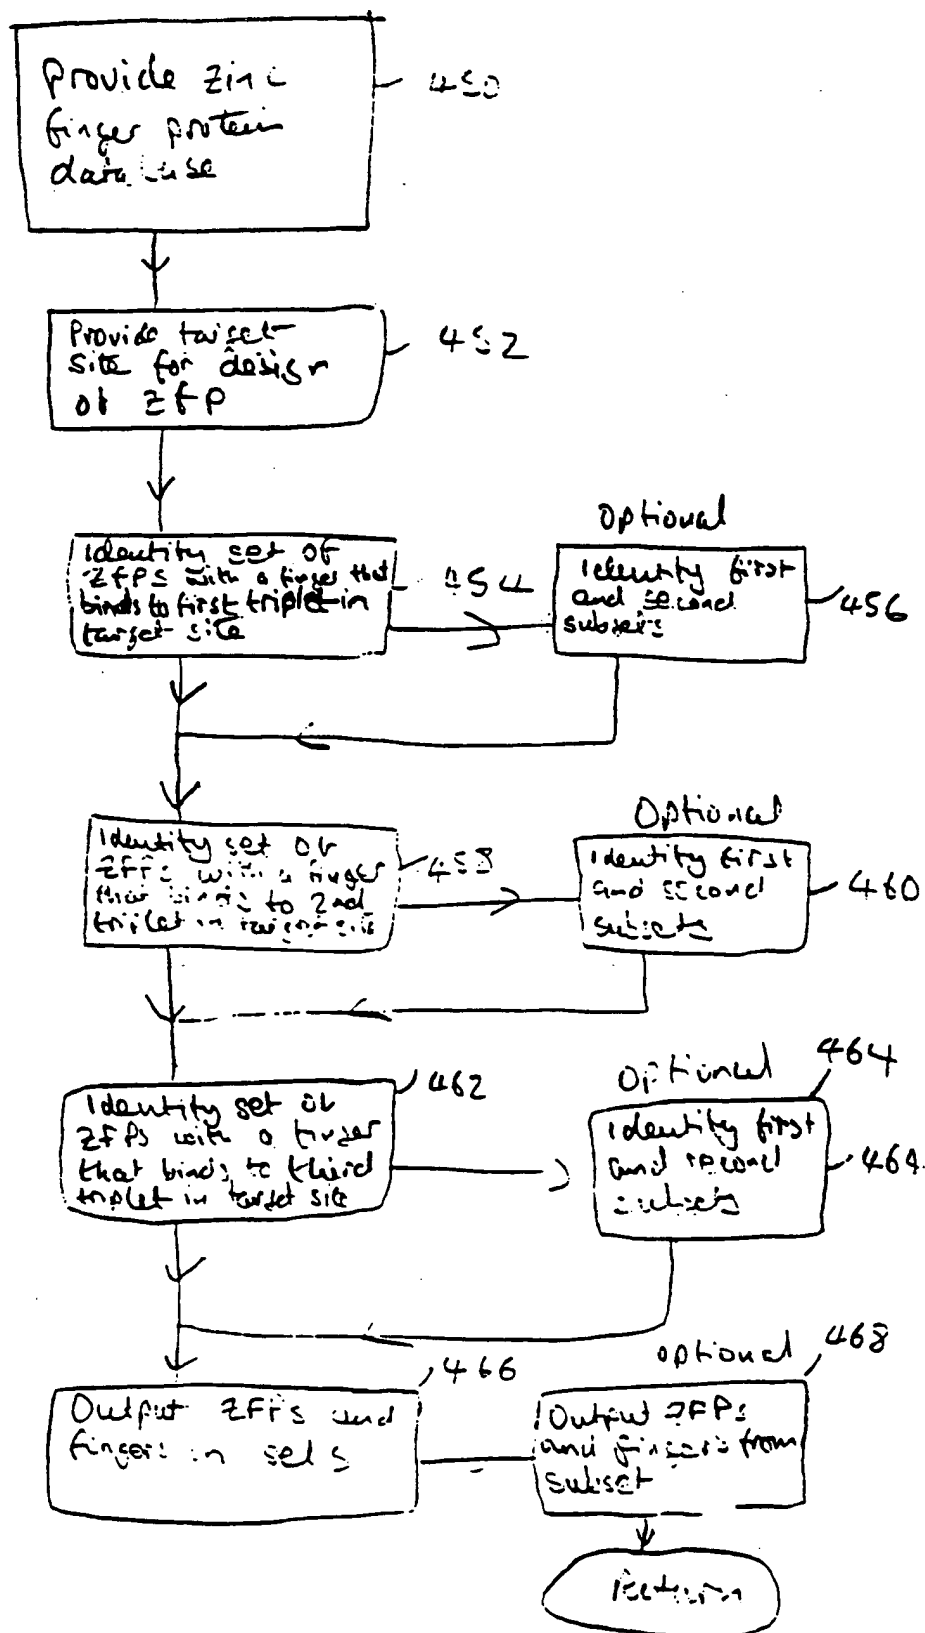 Provide zinc
finger protein
database
450
Provide target
site for design
of ZFP
452
Identify set of
ZFPs with a finger that
binds to first triplet in
target site
454
Optional
Identify first
and second
subsets
456
Identify set of
ZFPs with a finger
that binds to 2nd
triplet in target site
458
Optional
Identify first
and second
subsets
460
Identify set of
ZFPs with a finger
that binds to third
triplet in target site
462
Optional
464
Identify first
and second
subsets
464
Output ZFPs and
fingers in sets
466
Optional
468
Output ZFPs
and fingers from
subset
Return